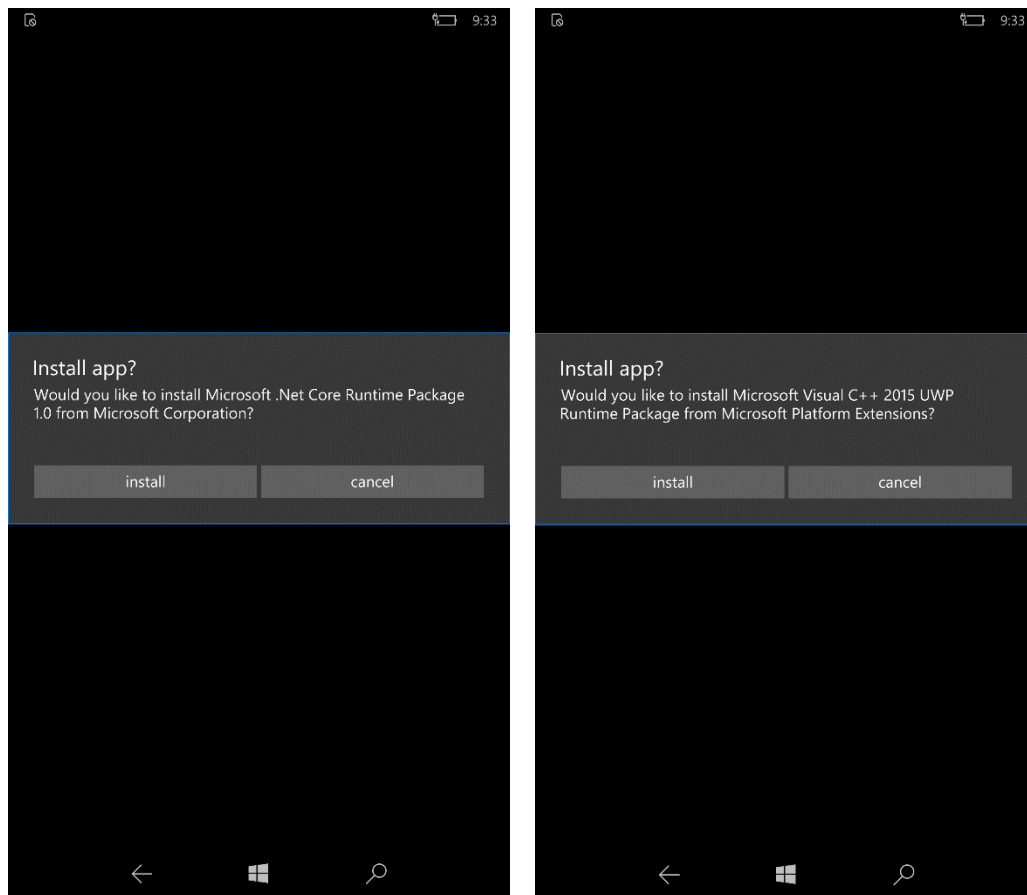 9:33
Install app?
Would you like to install Microsoft .Net Core Runtime Package
1.0 from Microsoft Corporation?
install
cancel
9:33
Install app?
Would you like to install Microsoft Visual C++ 2015 UWP
Runtime Package from Microsoft Platform Extensions?
install
cancel